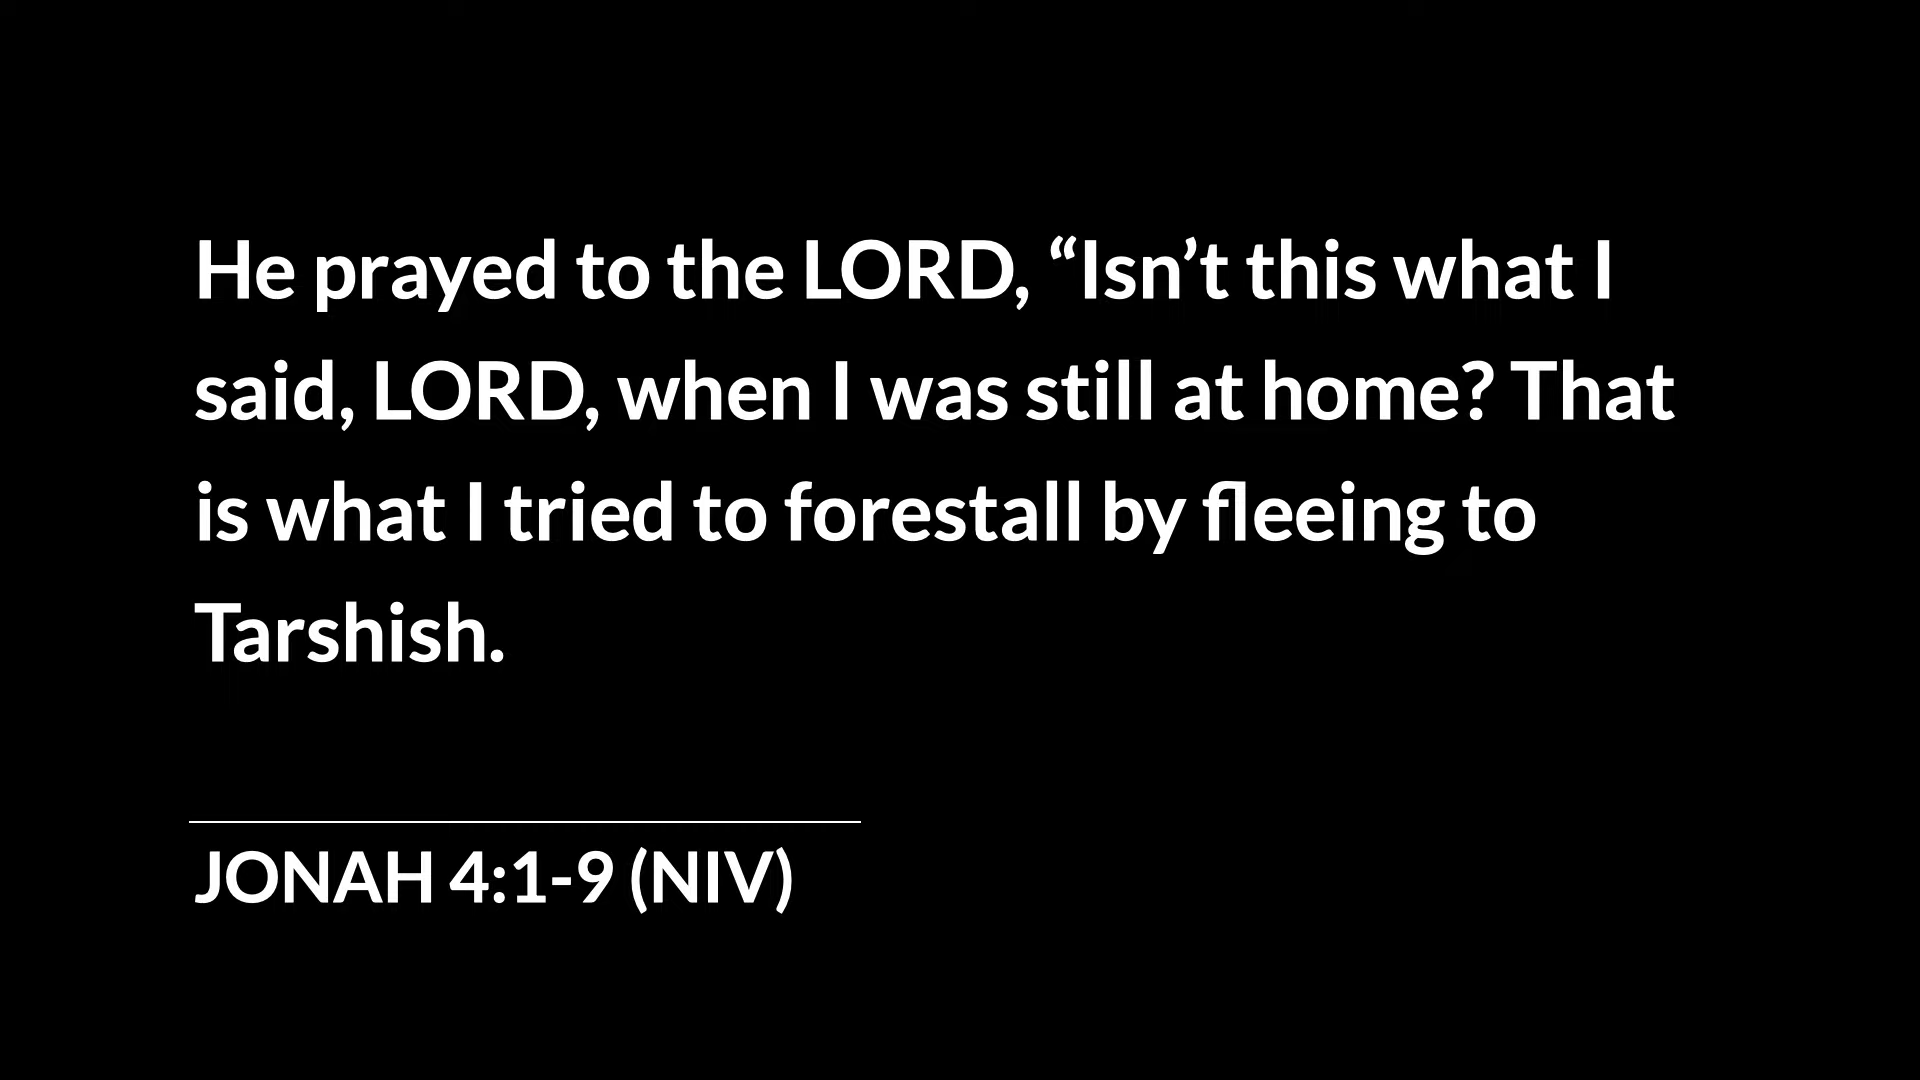 He prayed to the LORD, “Isn’t this what I
said, LORD, when I was still at home? That
is what I tried to forestall by fleeing to
Tarshish.
JONAH 4:1-9 (NIV)